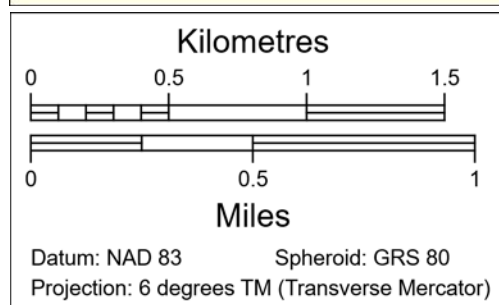 Kilometres
0 0.5 1 1.5
0 0.5 1
Miles
Datum: NAD 83 Spheroid: GRS 80
Projection: 6 degrees TM (Transverse Mercator)